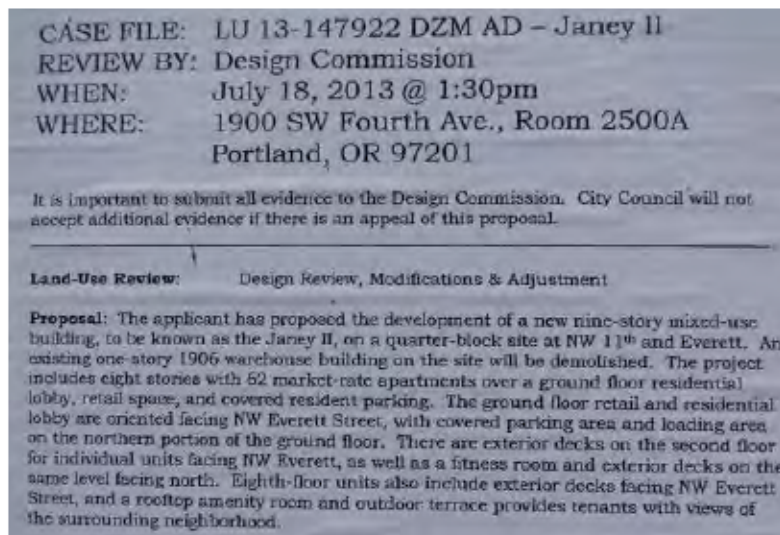 CASE FILE: LU 13-147922 DZM AD – Janey II
REVIEW BY: Design Commission
WHEN: July 18, 2013 @ 1:30pm
WHERE: 1900 SW Fourth Ave., Room 2500A
Portland, OR 97201
It is important to submit all evidence to the Design Commission. City Council will not
accept additional evidence if there is an appeal of this proposal.
Land-Use Review: Design Review, Modifications & Adjustment
Proposal: The applicant has proposed the development of a new nine-story mixed-use
building, to be known as the Janey II, on a quarter-block site at NW 11th and Everett. An
existing one-story 1906 warehouse building on the site will be demolished. The project
includes eight stories with 62 market-rate apartments over a ground floor residential
lobby, retail space, and covered resident parking. The ground floor retail and residential
lobby are oriented facing NW Everett Street, with covered parking area and loading area
on the northern portion of the ground floor. There are exterior decks on the second floor
for individual units facing NW Everett, as well as a fitness room and exterior decks on the
same level facing north. Eighth-floor units also include exterior decks facing NW Everett
Street, and a rooftop amenity room and outdoor terrace provides tenants with views of
the surrounding neighborhood.